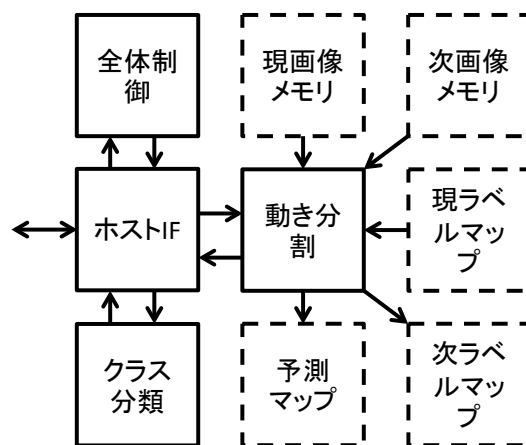 全体制
御
現画像
メモリ
次画像
メモリ
ホストIF
動き分
割
現ラベ
ルマッ
プ
クラス
分類
予測
マップ
次ラベ
ルマッ
プ